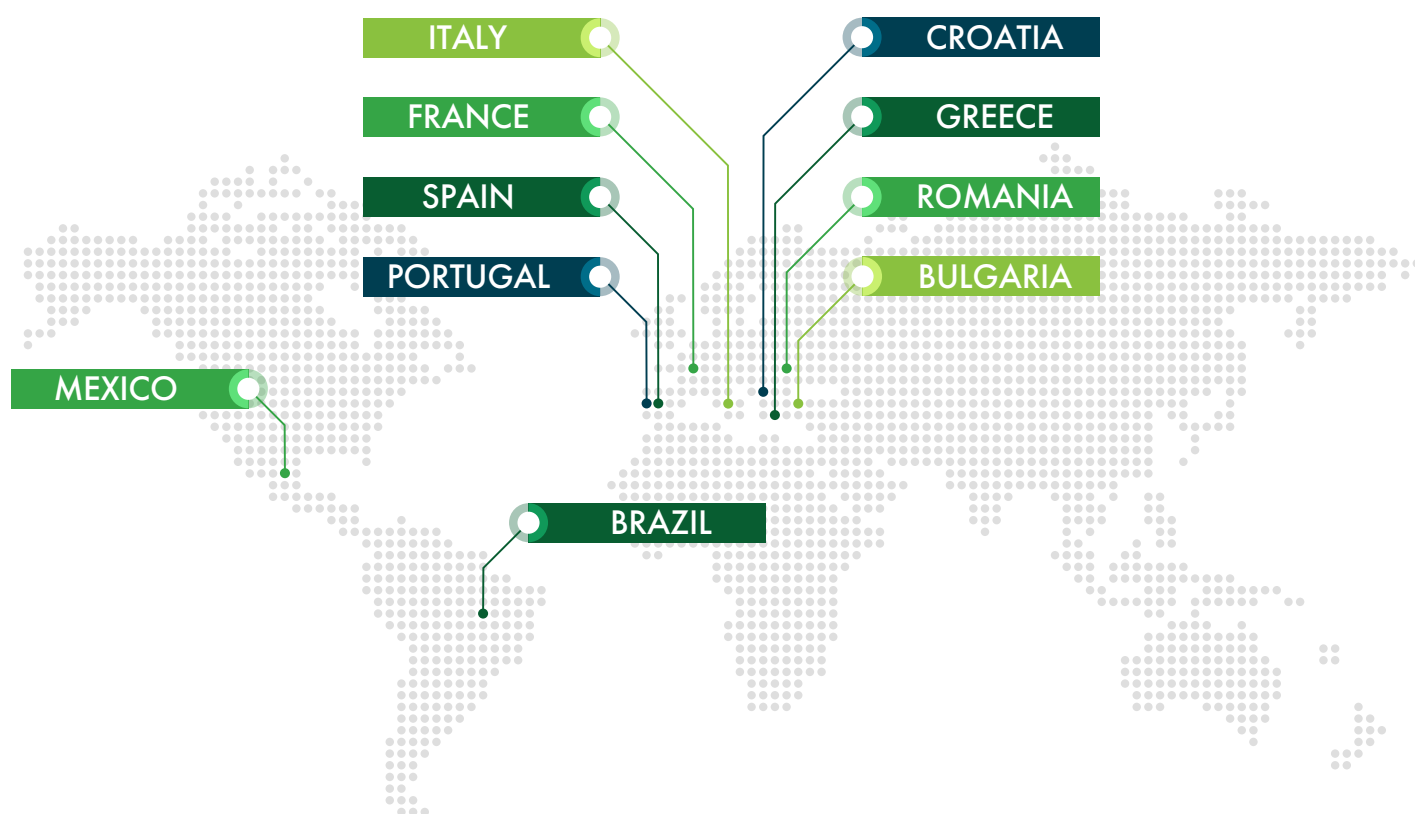 ITALY
FRANCE
SPAIN
PORTUGAL
CROATIA
GREECE
ROMANIA
BULGARIA
MEXICO
BRAZIL